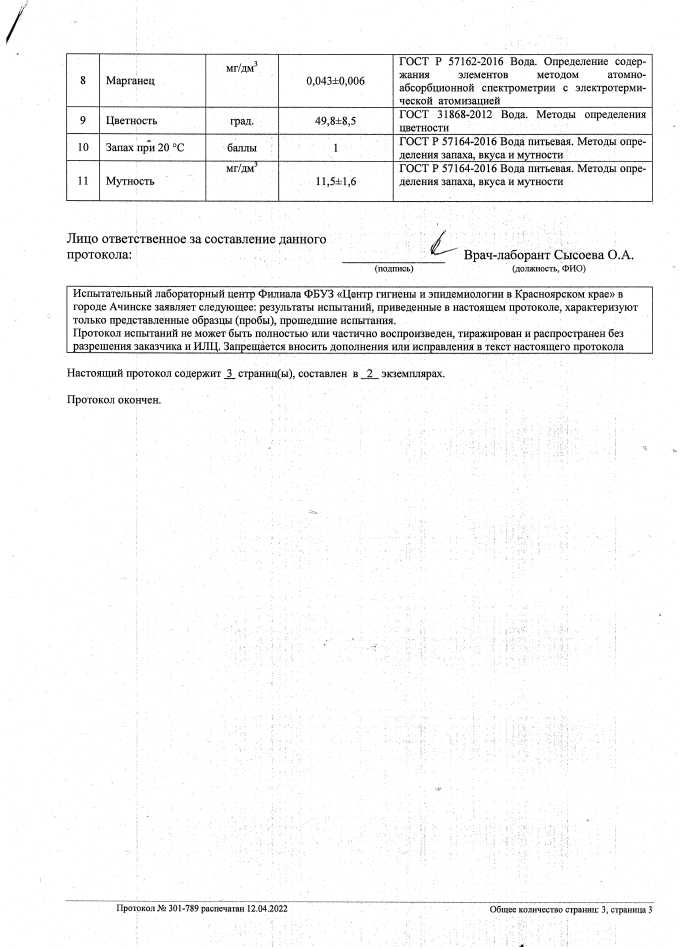 8 Марганец мг/дм³ 0,043±0,006 ГОСТ Р 57162-2016 Вода. Определение содер-
жания элементов методом атомно-
абсорбционной спектрометрии с электротерми-
ческой атомизацией
9 Цветность град. 49,8±8,5 ГОСТ 31868-2012 Вода. Методы определения
цветности
10 Запах при 20 °С баллы 1 ГОСТ Р 57164-2016 Вода питьевая. Методы опре-
деления запаха, вкуса и мутности
11 Мутность мг/дм³ 11,5±1,6 ГОСТ Р 57164-2016 Вода питьевая. Методы опре-
деления запаха, вкуса и мутности
Лицо ответственное за составление данного
протокола: Врач-лаборант Сысоева О.А.
(подпись) (должность, ФИО)
Испытательный лабораторный центр Филиала ФБУЗ «Центр гигиены и эпидемиологии в Красноярском крае» в
городе Ачинске заявляет следующее: результаты испытаний, приведенные в настоящем протоколе, характеризуют
только представленные образцы (пробы), прошедшие испытания.
Протокол испытаний не может быть полностью или частично воспроизведен, тиражирован и распространен без
разрешения заказчика и ИЛЦ. Запрещается вносить дополнения или исправления в текст настоящего протокола
Настоящий протокол содержит 3 страниц(ы), составлен в 2 экземплярах.
Протокол окончен.
Протокол № 301-789 распечатан 12.04.2022 Общее количество страниц: 3, страница 3